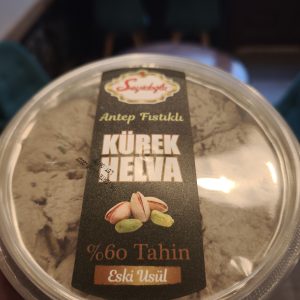 Seyidoğlu
Antep Fıstıklı
KÜREK
HELVA
%60 Tahin
Eski Usül